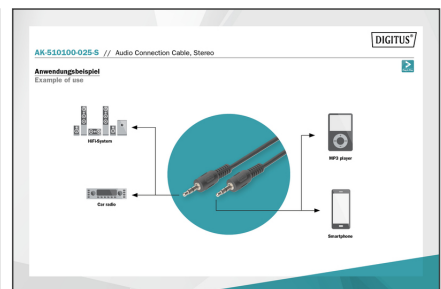 DIGITUS®
AK-510100-025-S // Audio Connection Cable, Stereo
Anwendungsbeispiel
Example of use
HiFi-System
MP3 player
Car radio
Smartphone